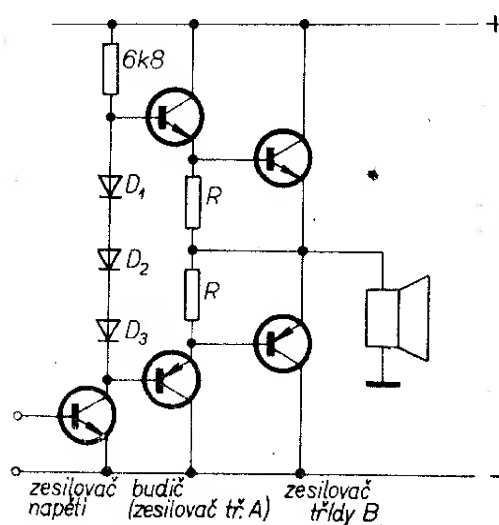 +
6k8
D1
R
D2
R
D3
-
zesilovač napětí
budič (zesilovač tř. A)
zesilovač třídy B